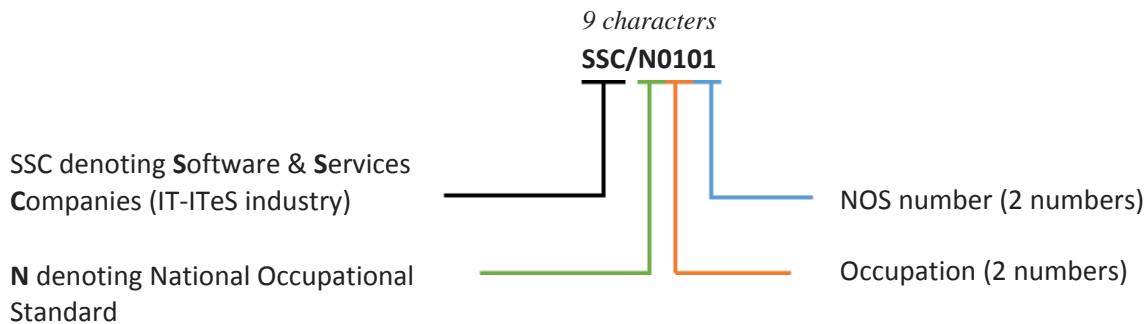 9 characters
SSC/N0101
SSC denoting Software & Services
Companies (IT-ITeS industry)
NOS number (2 numbers)
N denoting National Occupational
Standard
Occupation (2 numbers)